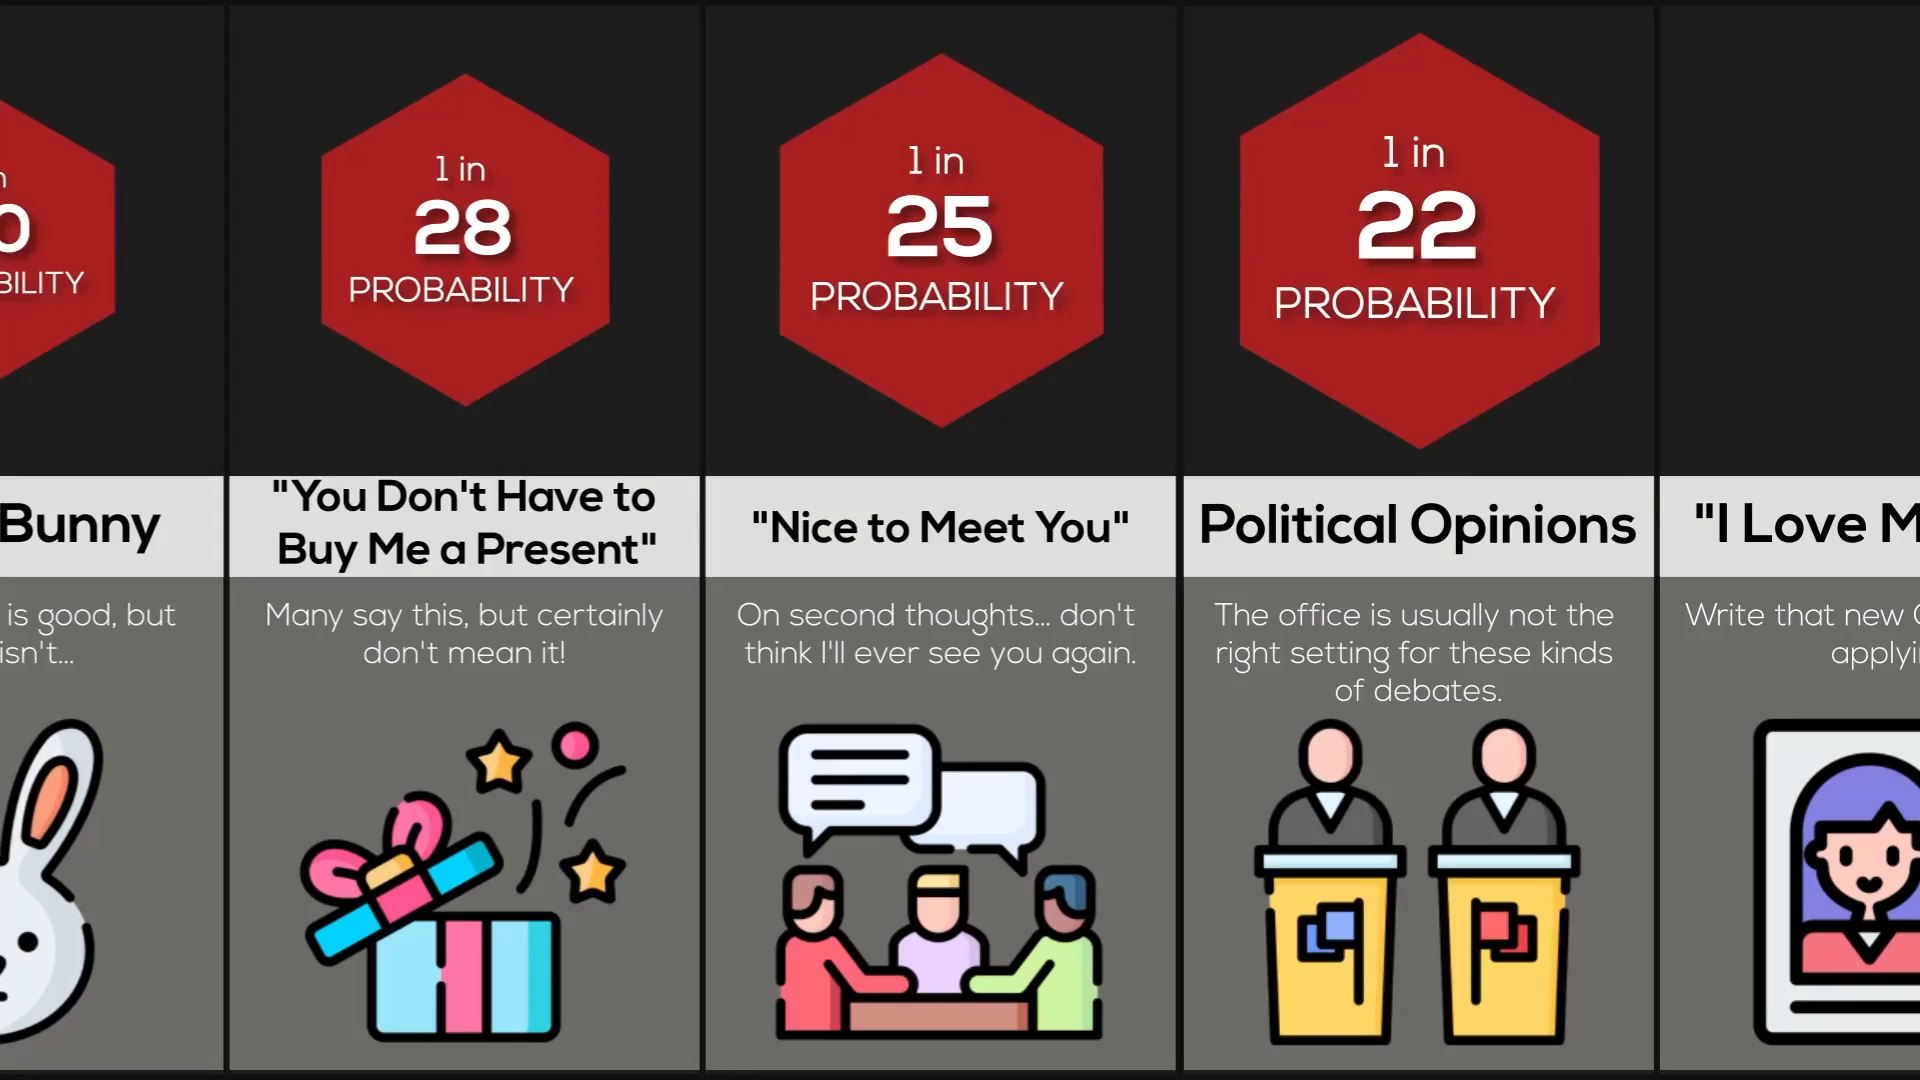 Bunny
is good, but
isn't...
1 in
28
PROBABILITY
"You Don't Have to
Buy Me a Present"
Many say this, but certainly
don't mean it!
1 in
25
PROBABILITY
"Nice to Meet You"
On second thoughts... don't
think I'll ever see you again.
1 in
22
PROBABILITY
Political Opinions
The office is usually not the
right setting for these kinds
of debates.
"I Love
Write that new